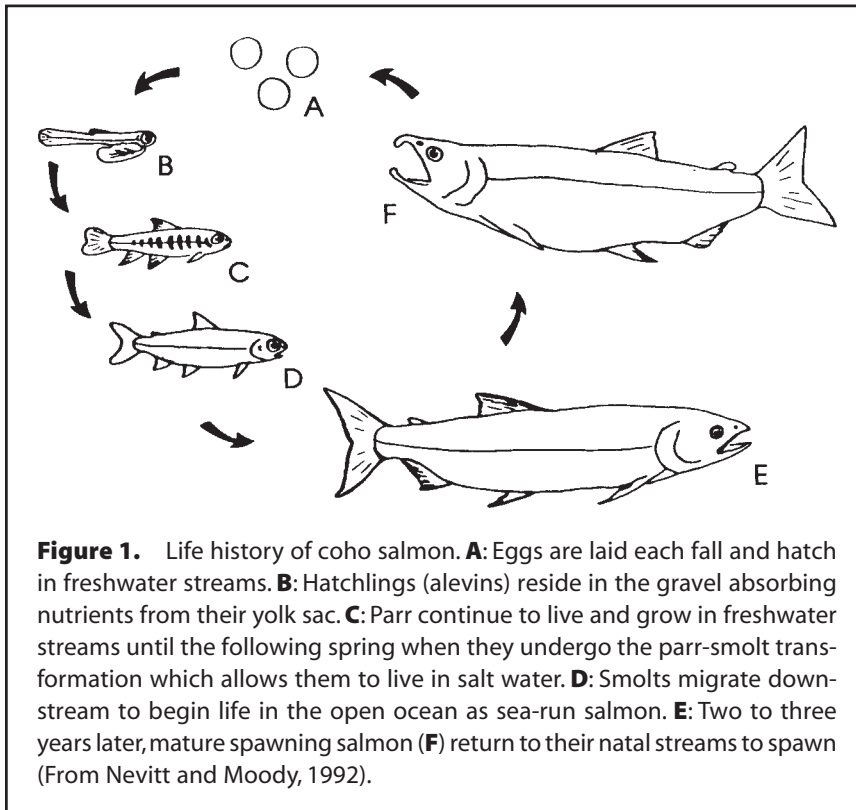 A
B
F
C
D
E
Figure 1. Life history of coho salmon. A: Eggs are laid each fall and hatch
in freshwater streams. B: Hatchlings (alevins) reside in the gravel absorbing
nutrients from their yolk sac. C: Parr continue to live and grow in freshwater
streams until the following spring when they undergo the parr-smolt trans-
formation which allows them to live in salt water. D: Smolts migrate down-
stream to begin life in the open ocean as sea-run salmon. E: Two to three
years later, mature spawning salmon (F) return to their natal streams to spawn
(From Nevitt and Moody, 1992).